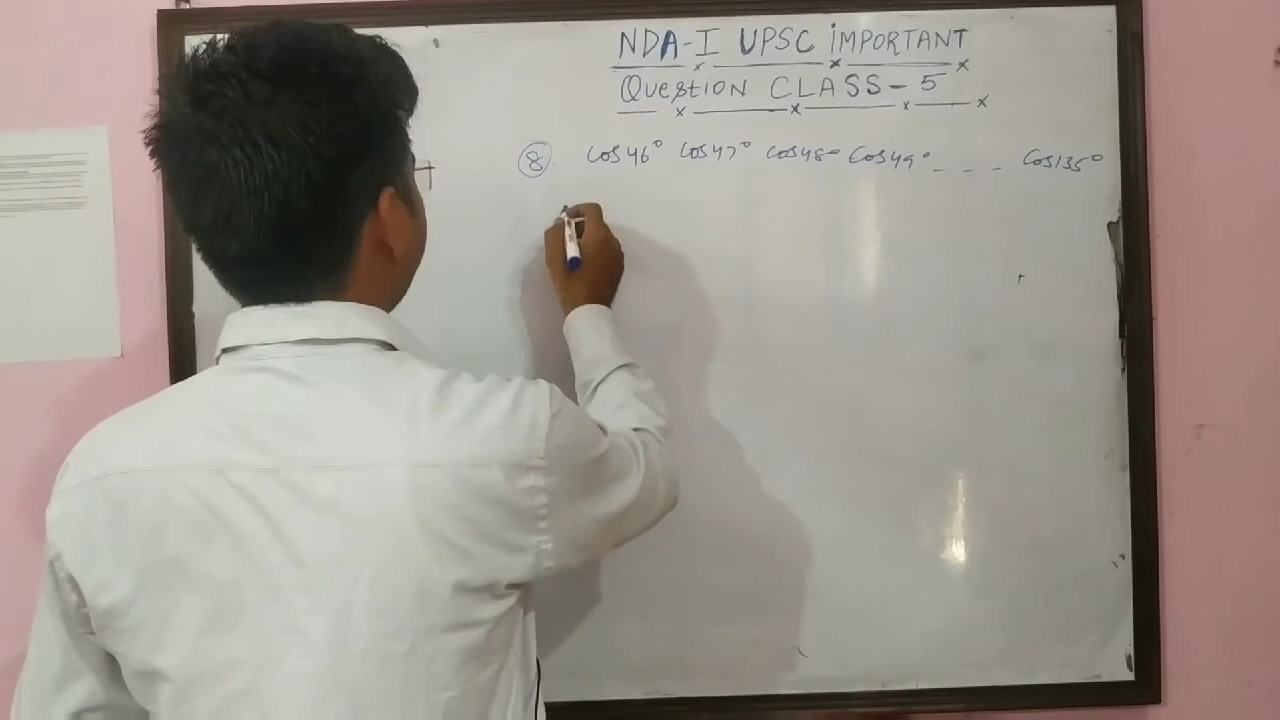 NDA-I UPSC iMPORTANT
QuestiON CLASS-5
8. Cos46° Cos47° Cos48° Cos49° _ _ _ Cos135°